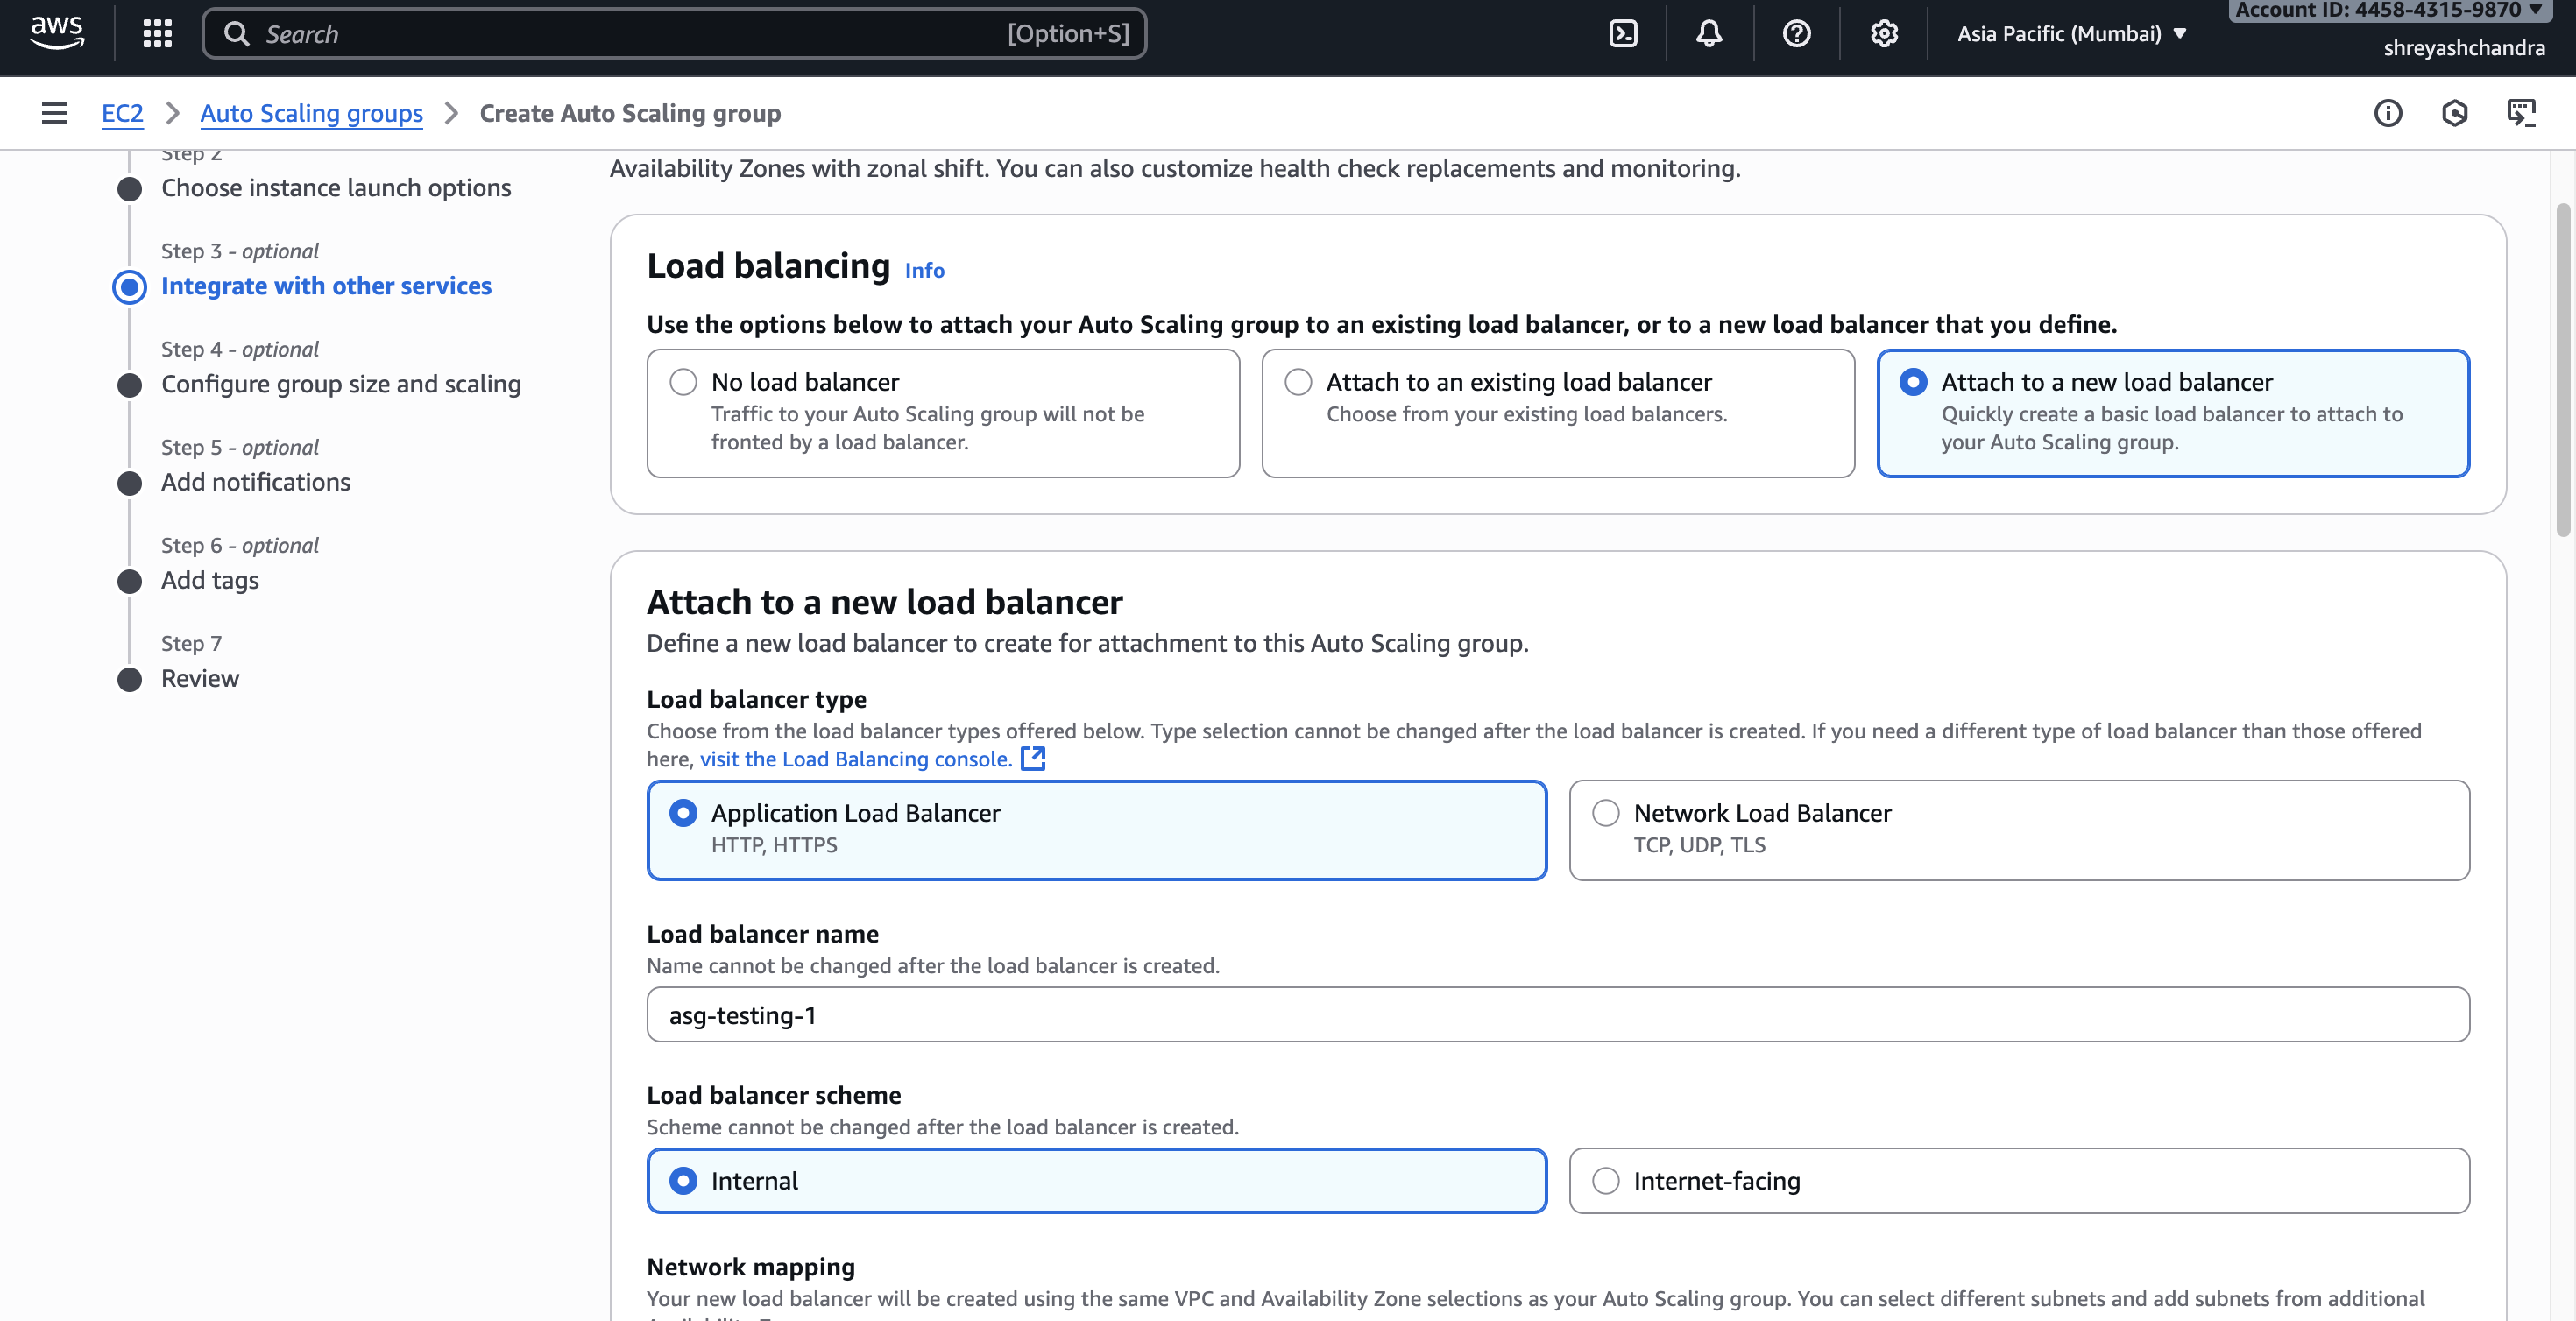 aws
Search [Option+S]
Asia Pacific (Mumbai)
Account ID: 4458-4315-9870
shreyashchandra
EC2 Auto Scaling groups Create Auto Scaling group
Step 2
Choose instance launch options
Step 3 - optional
Integrate with other services
Step 4 - optional
Configure group size and scaling
Step 5 - optional
Add notifications
Step 6 - optional
Add tags
Step 7
Review
Availability Zones with zonal shift. You can also customize health check replacements and monitoring.
Load balancing Info
Use the options below to attach your Auto Scaling group to an existing load balancer, or to a new load balancer that you define.
No load balancer
Traffic to your Auto Scaling group will not be
fronted by a load balancer.
Attach to an existing load balancer
Choose from your existing load balancers.
Attach to a new load balancer
Quickly create a basic load balancer to attach to
your Auto Scaling group.
Attach to a new load balancer
Define a new load balancer to create for attachment to this Auto Scaling group.
Load balancer type
Choose from the load balancer types offered below. Type selection cannot be changed after the load balancer is created. If you need a different type of load balancer than those offered
here, visit the Load Balancing console.
Application Load Balancer
HTTP, HTTPS
Network Load Balancer
TCP, UDP, TLS
Load balancer name
Name cannot be changed after the load balancer is created.
asg-testing-1
Load balancer scheme
Scheme cannot be changed after the load balancer is created.
Internal
Internet-facing
Network mapping
Your new load balancer will be created using the same VPC and Availability Zone selections as your Auto Scaling group. You can select different subnets and add subnets from additional